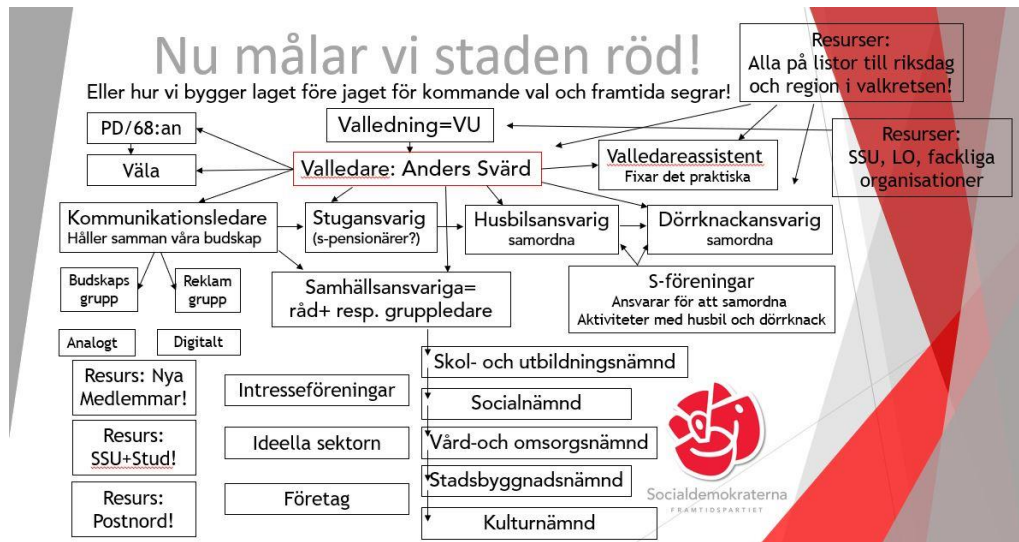 Nu målar vi staden röd!
Eller hur vi bygger laget före jaget för kommande val och framtida segrar!
Resurser:
Alla på listor till riksdag
och region i valkretsen!
PD/68:an
Valledning=VU
Resurser:
SSU, LO, fackliga
organisationer
Väla
Valledare: Anders Svärd
Valledareassistent
Fixar det praktiska
Kommunikationsledare
Håller samman våra budskap
Stugansvarig
(s-pensionärer?)
Husbilsansvarig
samordna
Dörrknackansvarig
samordna
Budskaps
grupp
Reklam
grupp
Samhällsansvariga=
råd+ resp. gruppledare
S-föreningar
Ansvarar för att samordna
Aktiviteter med husbil och dörrknack
Analogt
Digitalt
Resurs: Nya
Medlemmar!
Intresseföreningar
Skol- och utbildningsnämnd
Socialnämnd
Resurs:
SSU+Stud!
Ideella sektorn
Vård-och omsorgsnämnd
Stadsbyggnadsnämnd
Resurs:
Postnord!
Företag
Kulturnämnd
Socialdemokraterna
FRAMTIDSPARTIET